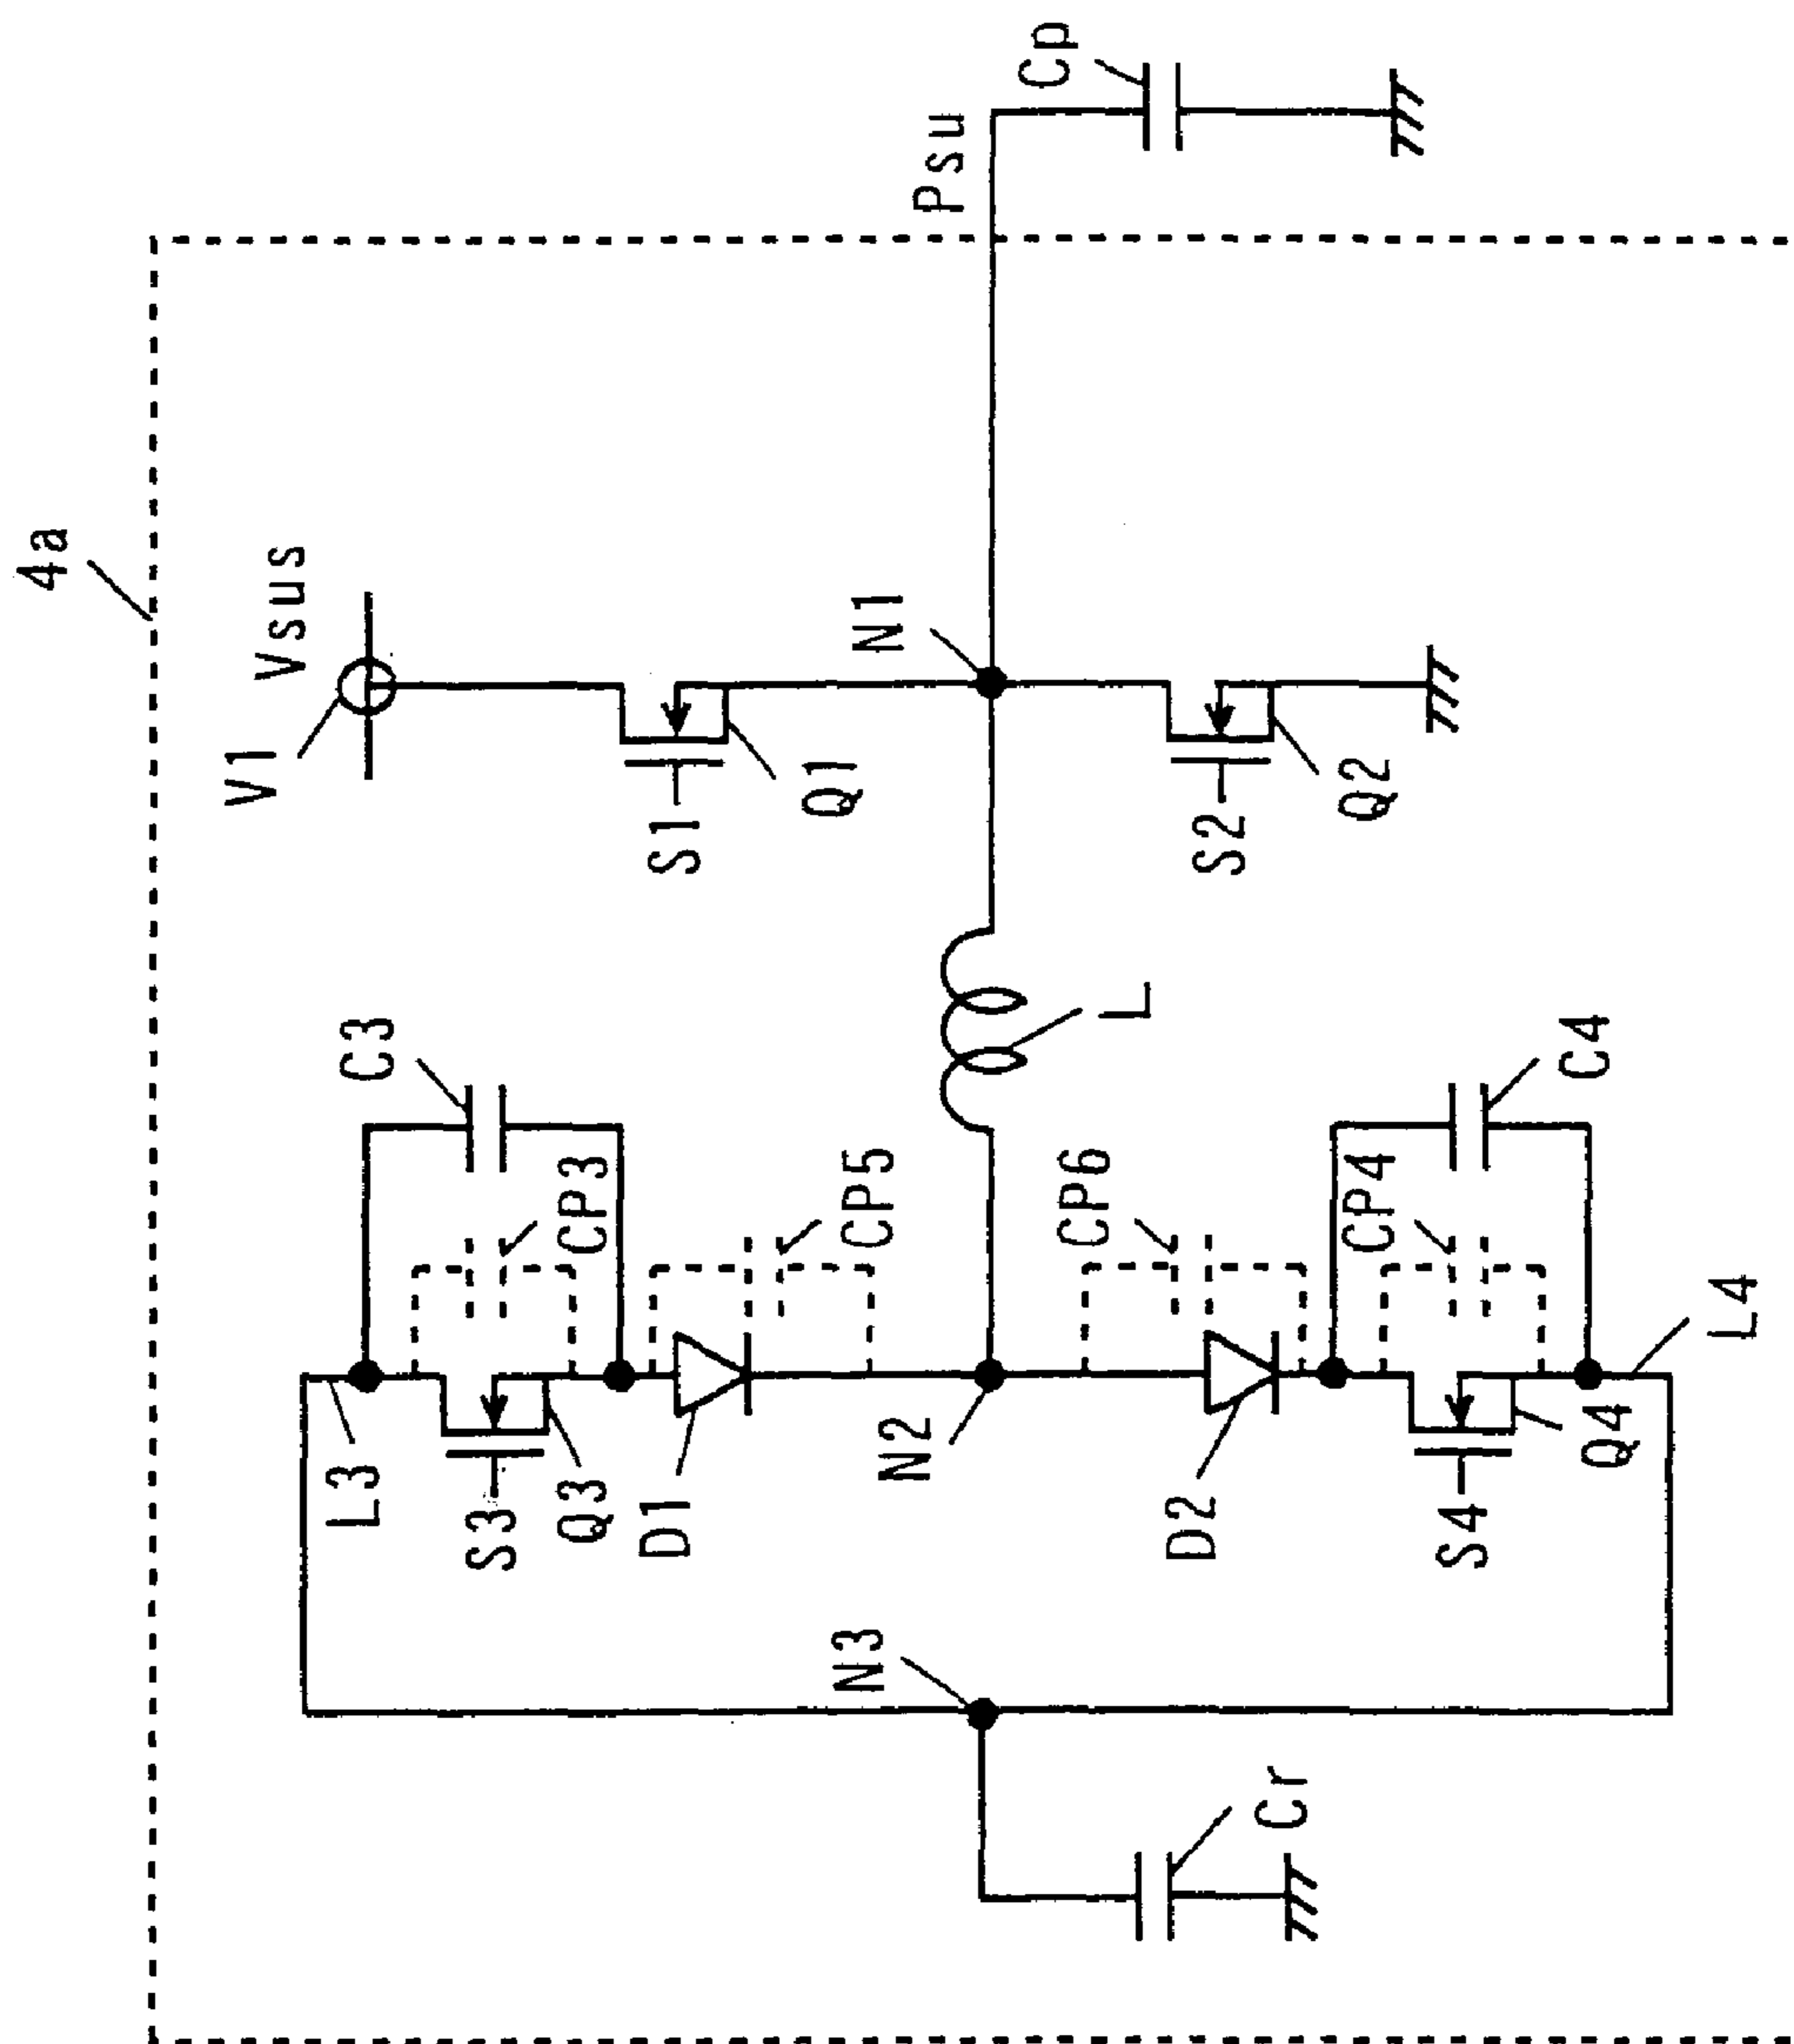 4a
V1
Vsus
S1
Q1
N1
Psu
Cp
S2
Q2
L
C3
L3
CP3
S3
Q3
D1
CP5
N2
CP6
D2
CP4
C4
S4
Q4
L4
N3
Cr